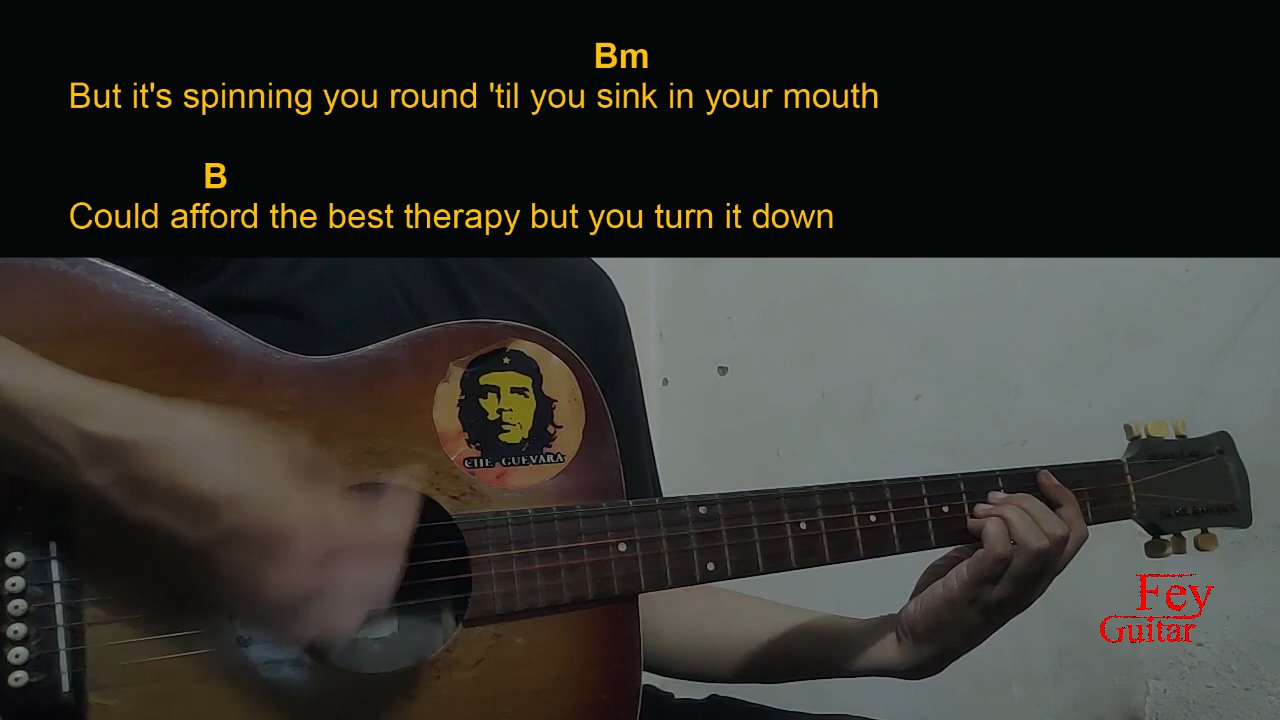 Bm
But it's spinning you round 'til you sink in your mouth
B
Could afford the best therapy but you turn it down
CHE GUEVARA
Fey
Guitar